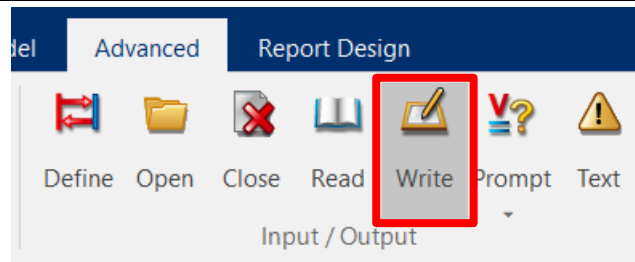 del Advanced Report Design
V=?
Define Open Close Read Write Prompt Text
Input / Output